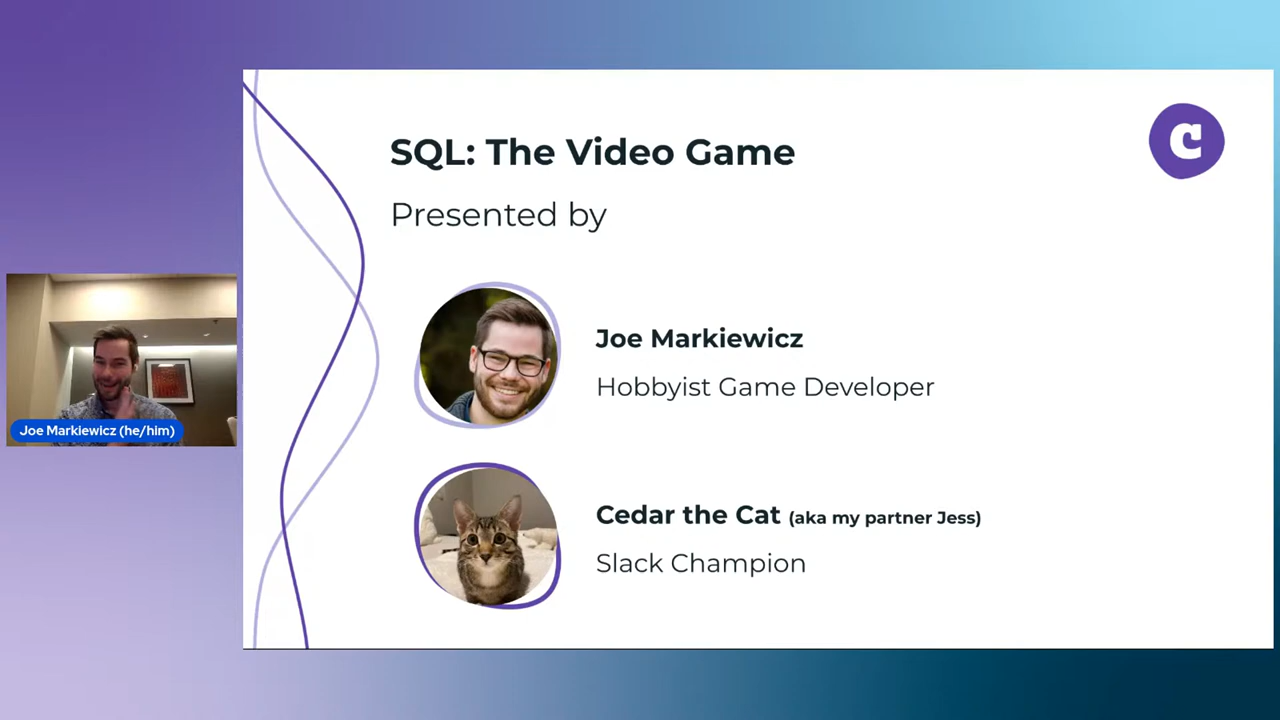 SQL: The Video Game
C
Presented by
Joe Markiewicz
Hobbyist Game Developer
Joe Markiewicz (he/him)
Cedar the Cat (aka my partner Jess)
Slack Champion